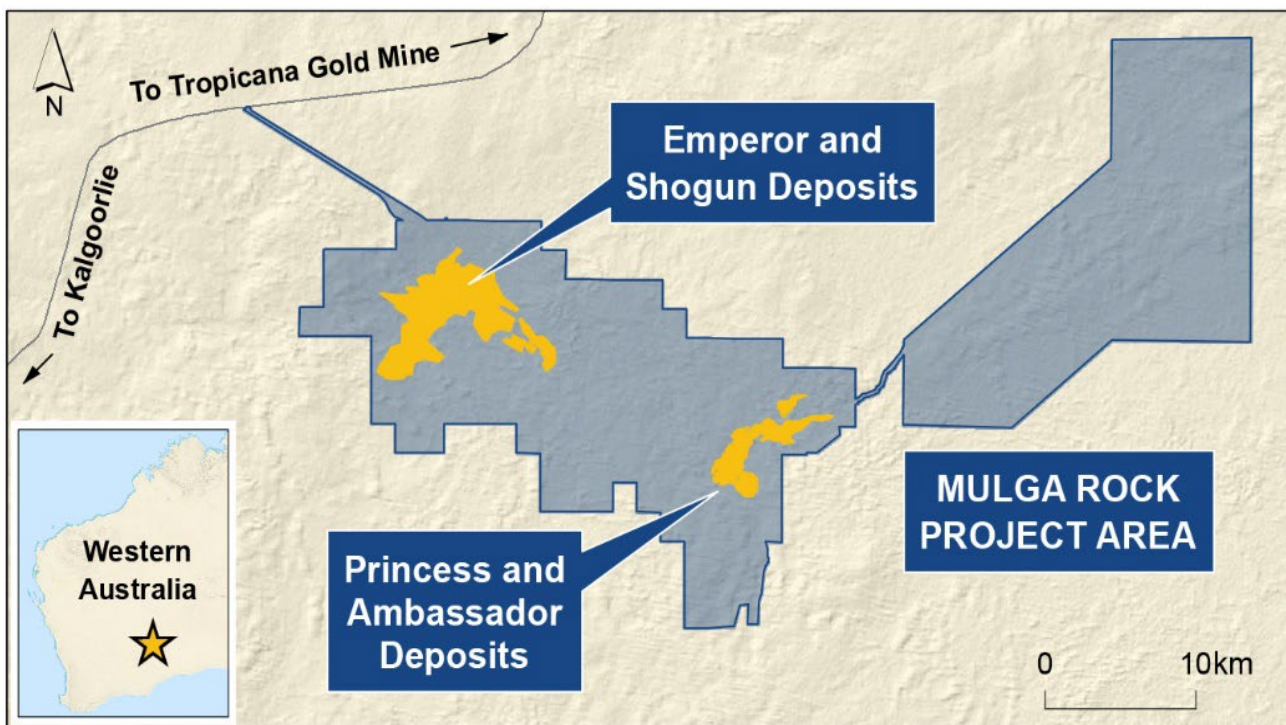 To Tropicana Gold Mine
N
To Kalgoorlie
Emperor and
Shogun Deposits
MULGA ROCK
PROJECT AREA
Princess and
Ambassador
Deposits
Western
Australia
0 10km